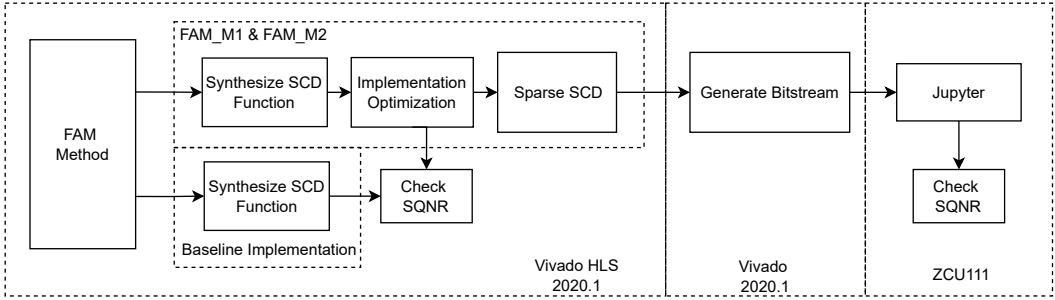 FAM_M1 & FAM_M2
FAM
Method
Synthesize SCD
Function
Implementation
Optimization
Sparse SCD
Generate Bitstream
Jupyter
Synthesize SCD
Function
Check
SQNR
Check
SQNR
Baseline Implementation
Vivado HLS
2020.1
Vivado
2020.1
ZCU111